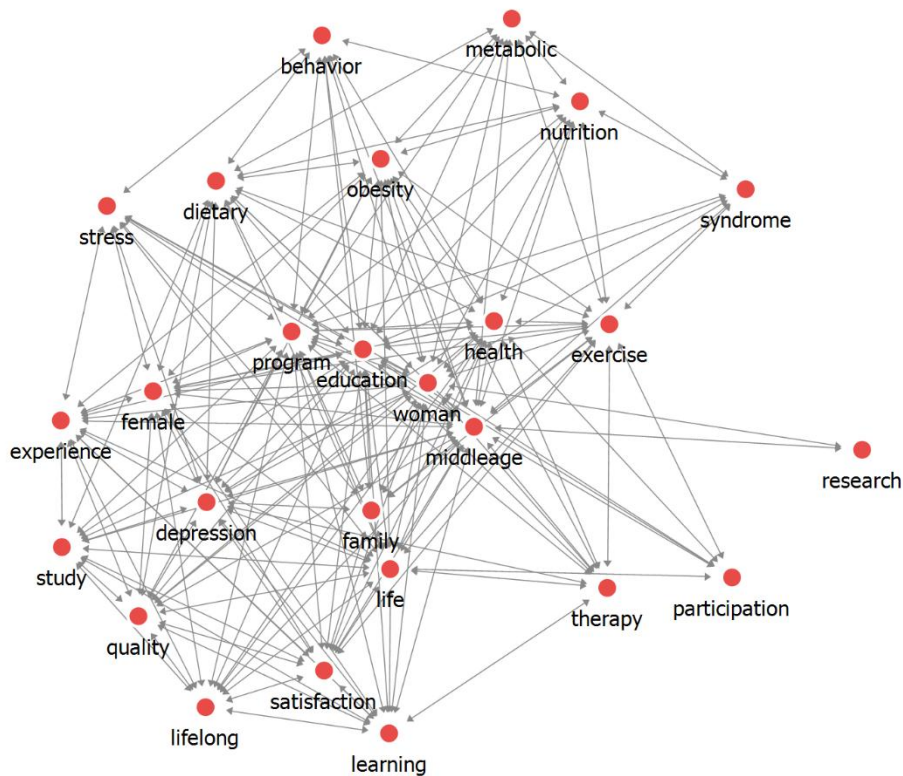 metabolic
behavior
nutrition
obesity
dietary
syndrome
stress
health
exercise
program
education
woman
female
experience
middleage
research
depression
family
study
life
participation
therapy
quality
satisfaction
lifelong
learning